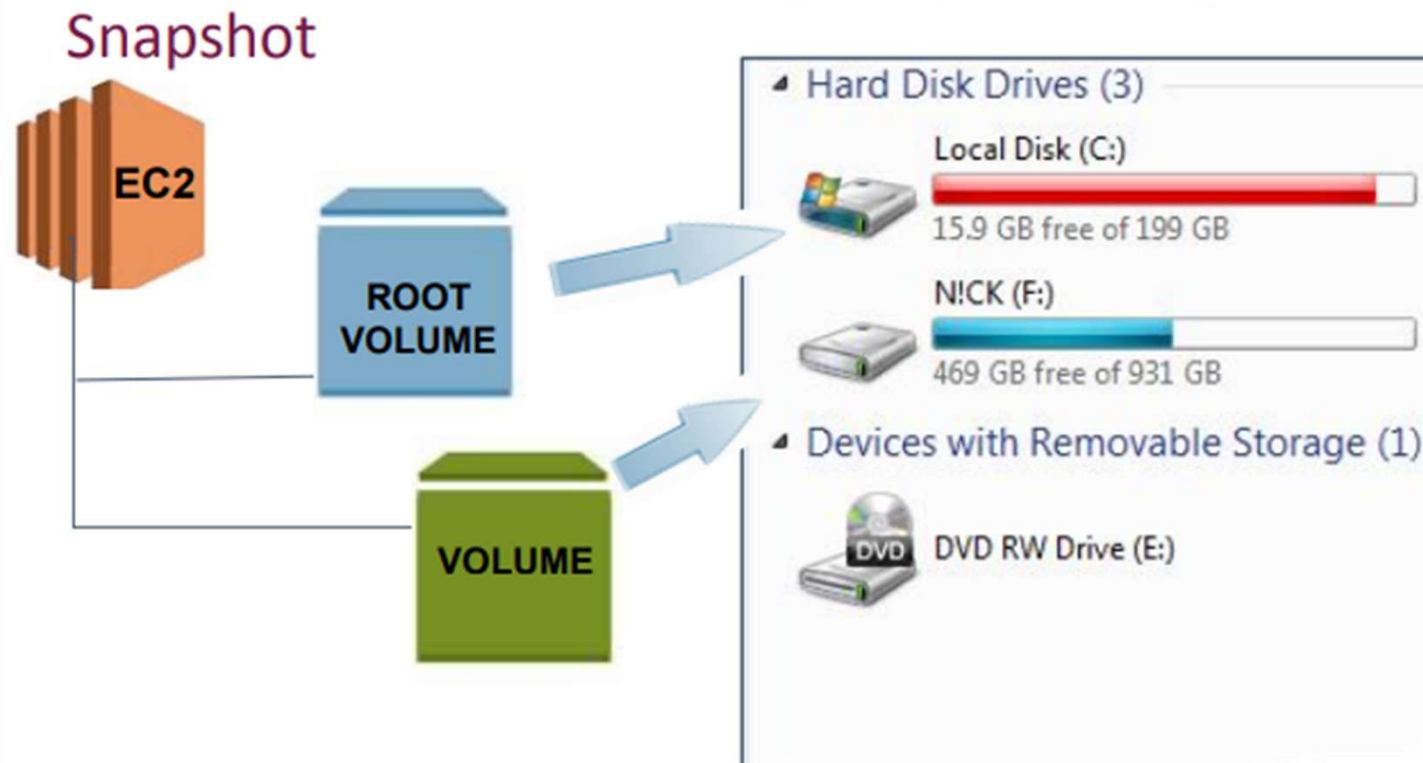 Snapshot
EC2
ROOT
VOLUME
VOLUME
Hard Disk Drives (3)
Local Disk (C:)
15.9 GB free of 199 GB
N!CK (F:)
469 GB free of 931 GB
Devices with Removable Storage (1)
DVD
DVD RW Drive (E:)